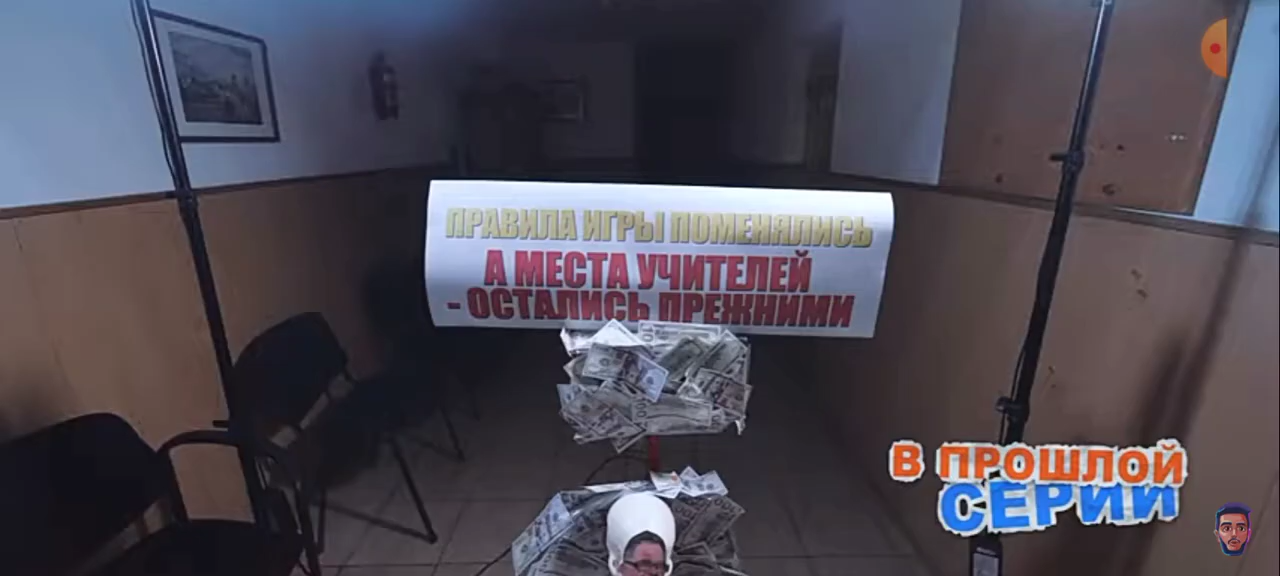 ПРАВИЛА ИГРЫ ПОМЕНЯЛИСЬ
А МЕСТА УЧИТЕЛЕЙ
- ОСТАЛИСЬ ПРЕЖНИМИ
В ПРОШЛОЙ
СЕРИИ